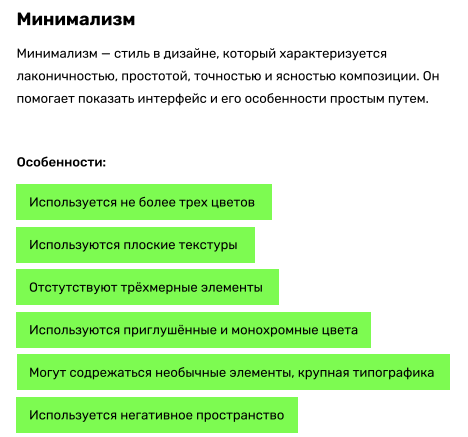 Минимализм
Минимализм — стиль в дизайне, который характеризуется
лаконичностью, простотой, точностью и ясностью композиции. Он
помогает показать интерфейс и его особенности простым путем.
Особенности:
Используется не более трех цветов
Используются плоские текстуры
Отстутствуют трёхмерные элементы
Используются приглушённые и монохромные цвета
Могут содрежаться необычные элементы, крупная типографика
Используется негативное пространство